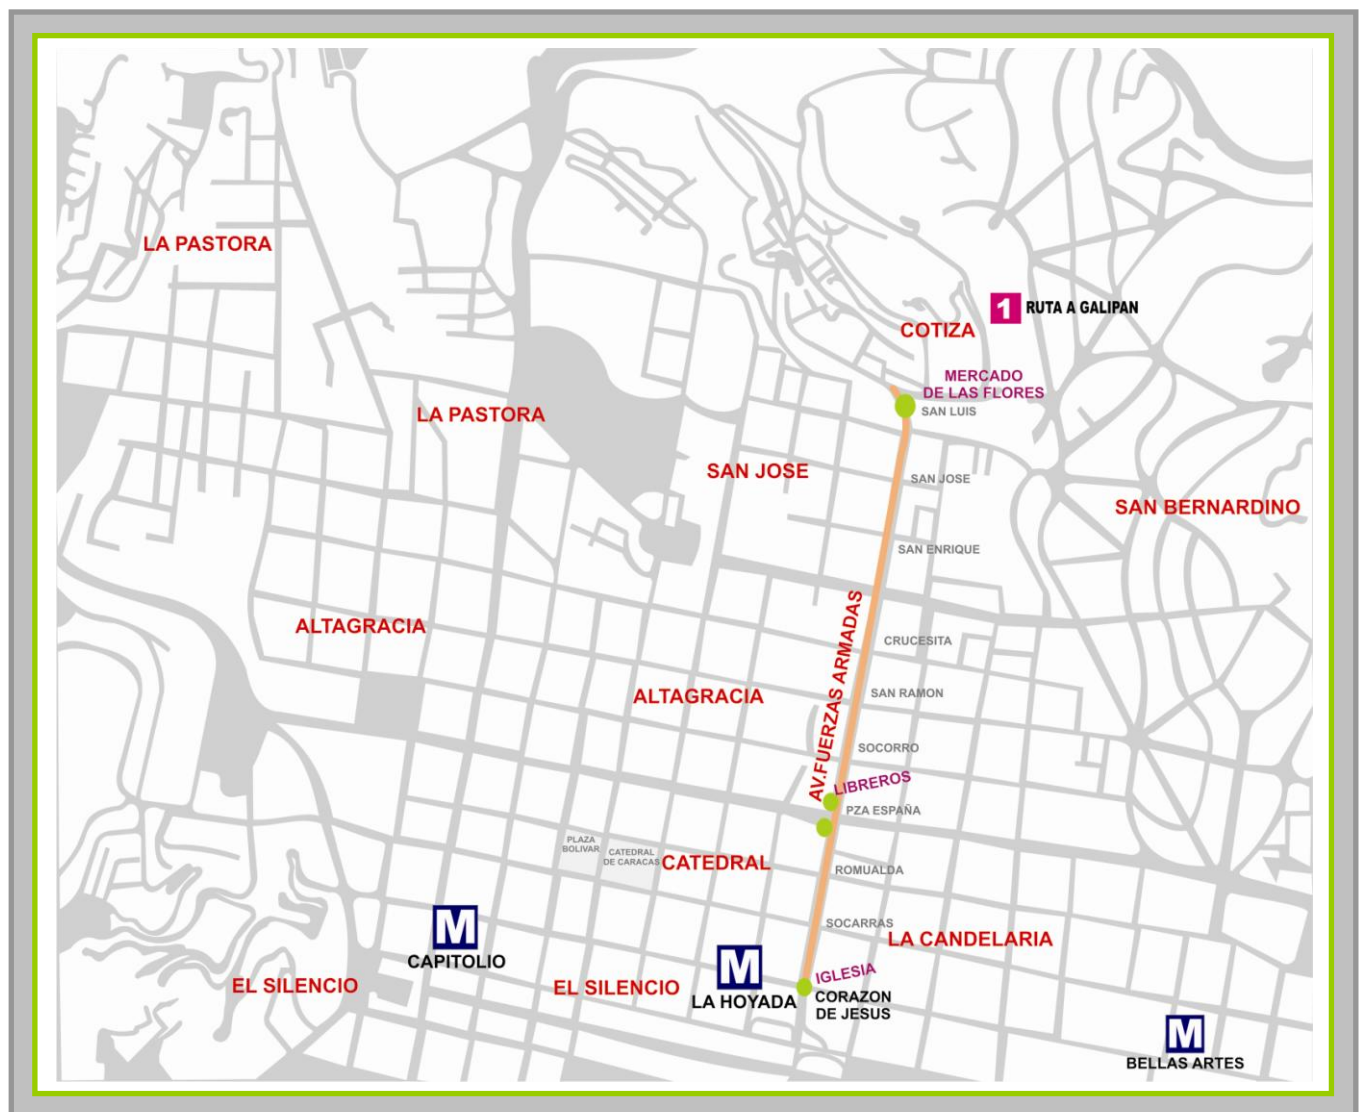 LA PASTORA
1 RUTA A GALIPAN
COTIZA
MERCADO
DE LAS FLORES
SAN LUIS
LA PASTORA
SAN JOSE
SAN JOSE
SAN BERNARDINO
SAN ENRIQUE
AV.FUERZAS ARMADAS
ALTAGRACIA
CRUCESITA
ALTAGRACIA
SAN RAMON
SOCORRO
LIBREROS
PZA ESPAÑA
PLAZA
BOLIVAR
CATEDRAL
DE CARACAS
CATEDRAL
ROMUALDA
SOCARRAS
LA CANDELARIA
M
CAPITOLIO
EL SILENCIO
EL SILENCIO
M
LA HOYADA
IGLESIA
CORAZON
DE JESUS
M
BELLAS ARTES